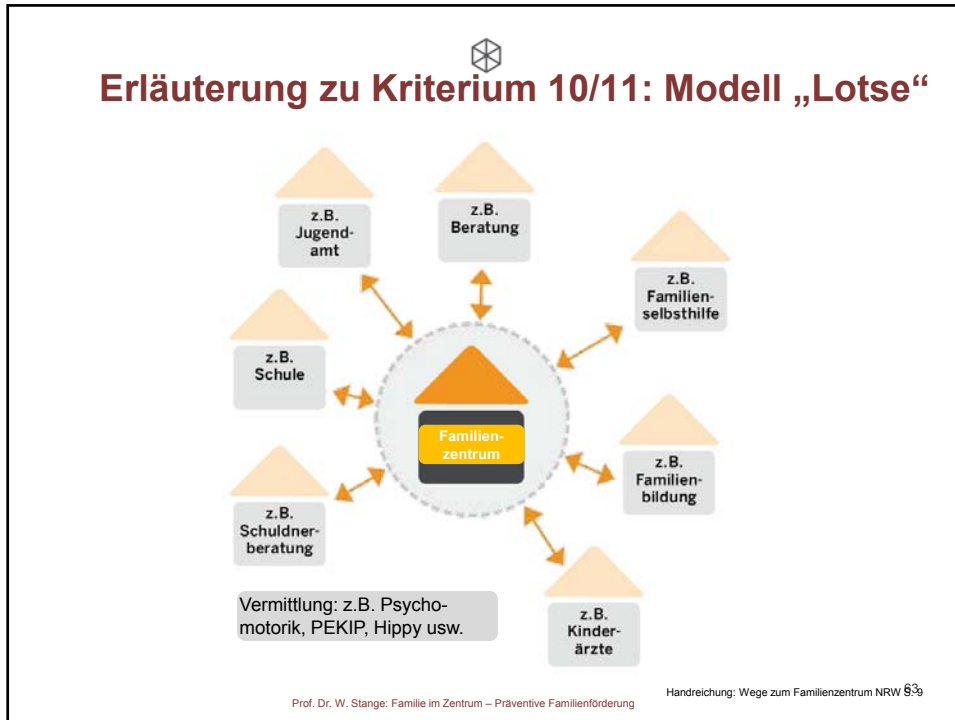 Erläuterung zu Kriterium 10/11: Modell „Lotse“
z.B.
Jugend-
amt
z.B.
Beratung
z.B.
Familien-
selbsthilfe
z.B.
Schule
Familien-
zentrum
z.B.
Familien-
bildung
z.B.
Schuldner-
beratung
z.B.
Kinder-
ärzte
Vermittlung: z.B. Psycho-
motorik, PEKIP, Hippy usw.
Handreichung: Wege zum Familienzentrum NRW S. 9
63
Prof. Dr. W. Stange: Familie im Zentrum – Präventive Familienförderung